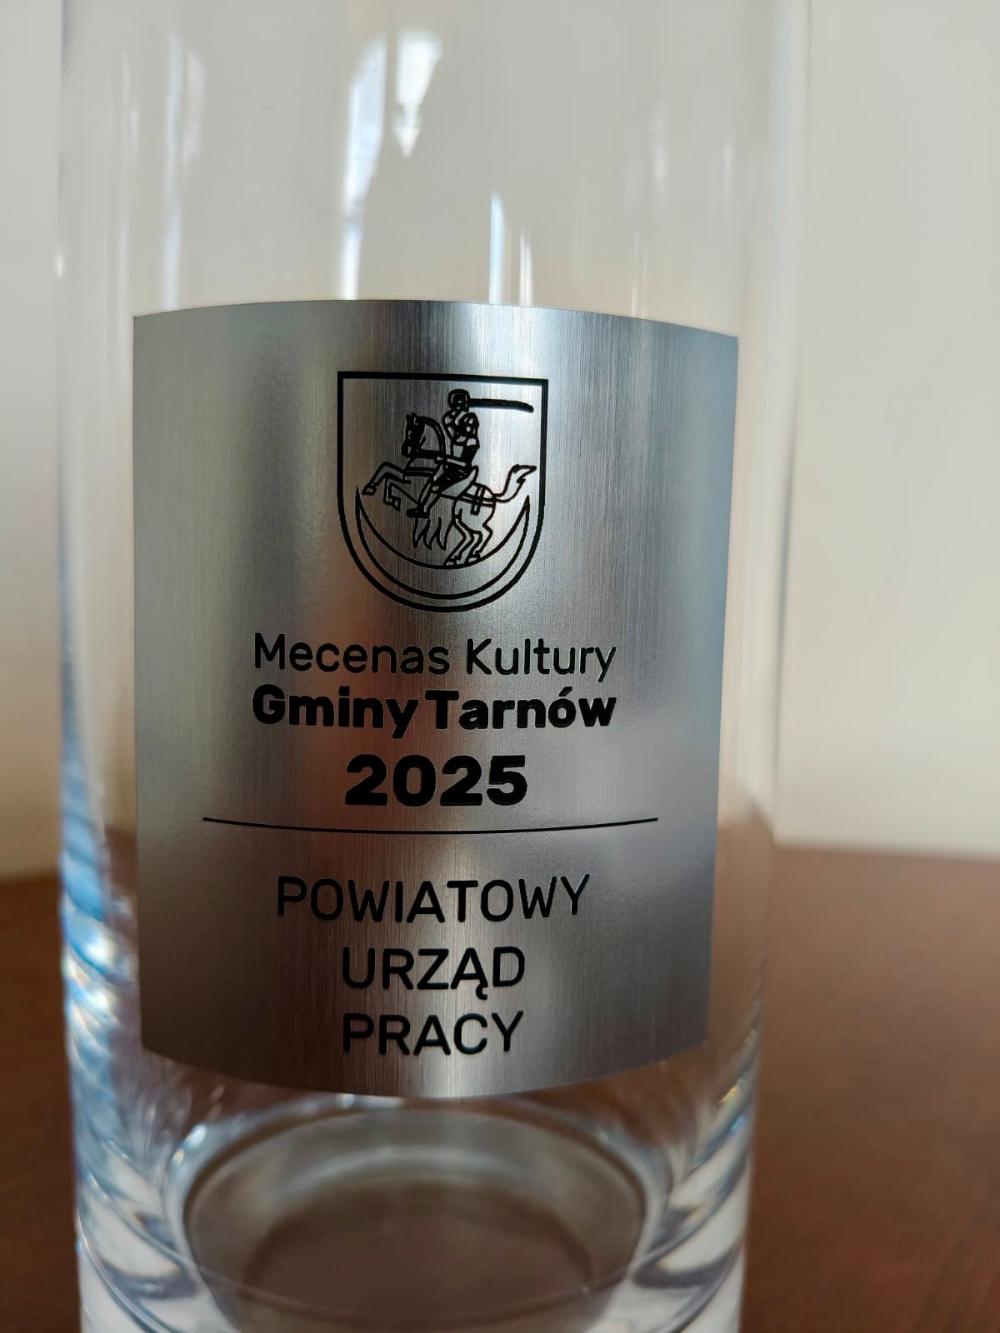 Mecenas Kultury
Gminy Tarnów
2025
POWIATOWY
URZĄD
PRACY